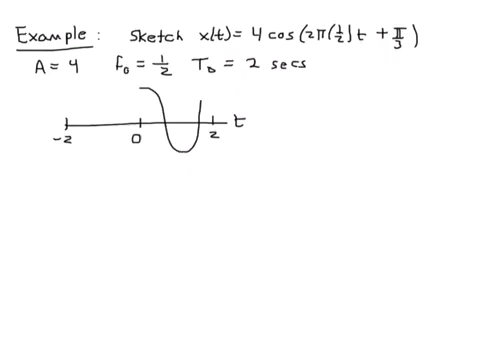 Example: Sketch x(t) = 4 cos(2π(1/2)t + π/3)
A = 4 F₀ = 1/2 T₀ = 2 secs
-2 0 2 t